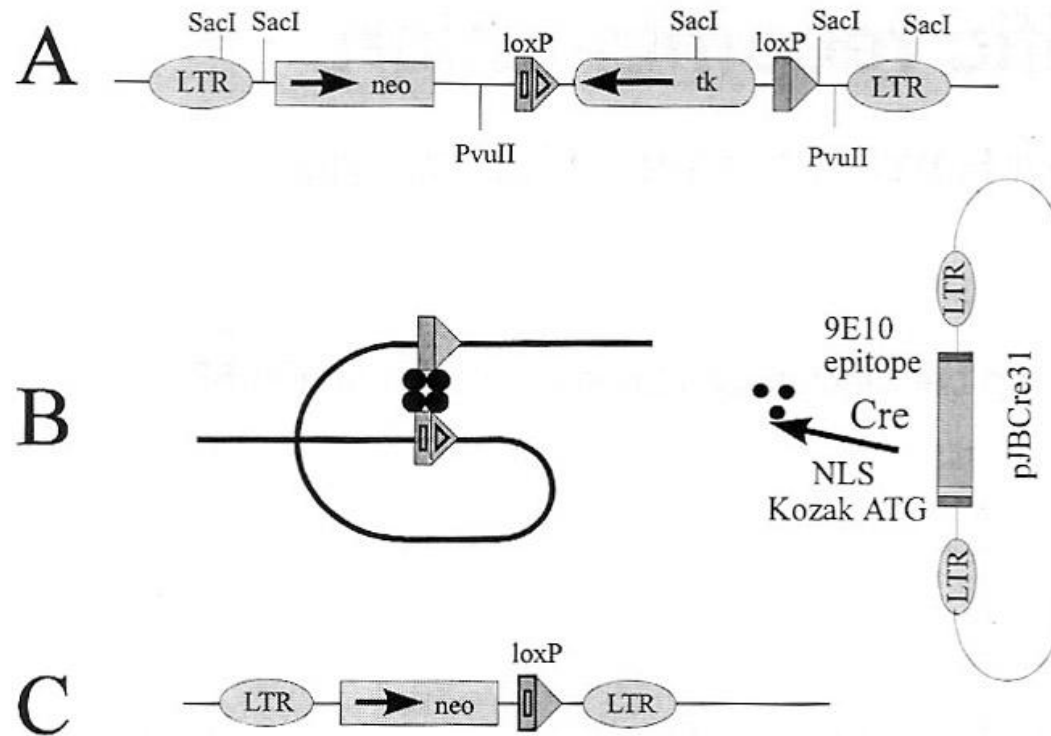 A
SacI SacI SacI SacI SacI
loxP loxP
LTR neo tk LTR
PvuII PvuII
B
LTR
9E10
epitope
Cre
NLS
Kozak ATG
pJBCre31
LTR
C
loxP
LTR neo LTR